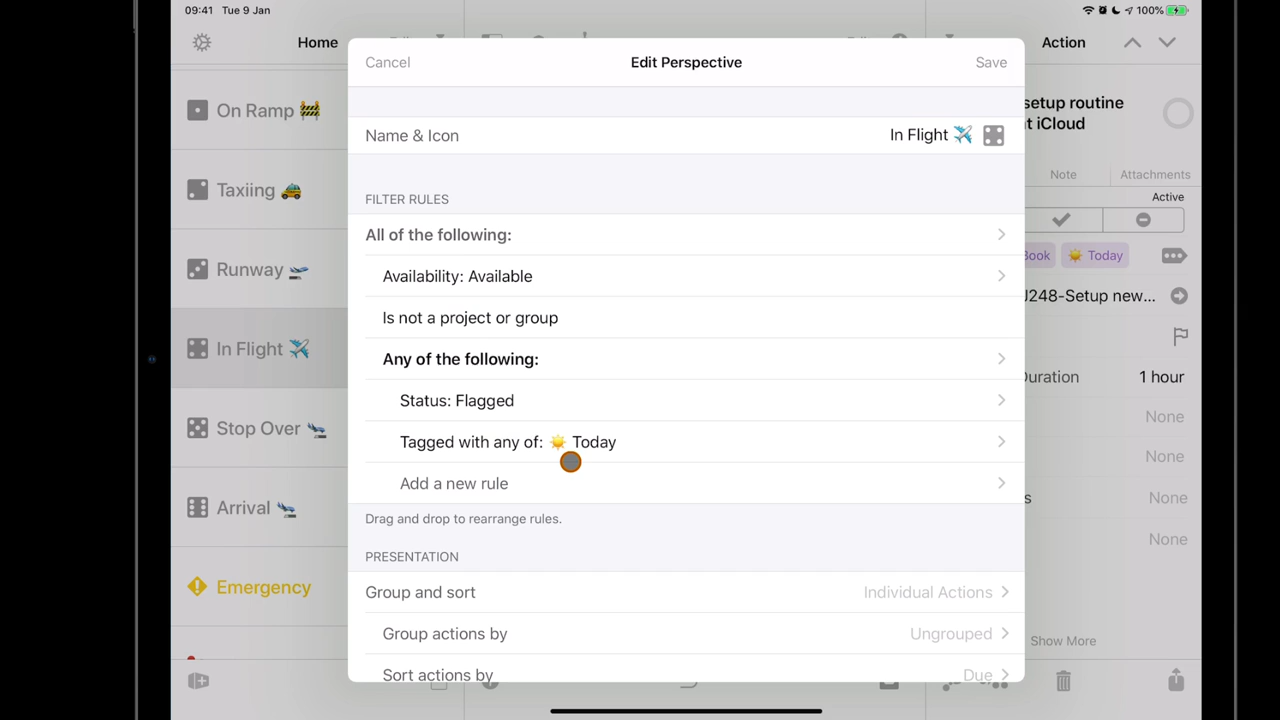 09:41 Tue 9 Jan
100%
Home
Action
Cancel
Edit Perspective
Save
On Ramp 🚧
Taxiing 🚕
Runway 🛫
In Flight ✈️
Stop Over 🛬
Arrival 🛬
Emergency
Name & Icon
In Flight ✈️
FILTER RULES
All of the following:
Availability: Available
Is not a project or group
Any of the following:
Status: Flagged
Tagged with any of: ☀️ Today
Add a new rule
Drag and drop to rearrange rules.
PRESENTATION
Group and sort
Individual Actions
Group actions by
Ungrouped
Sort actions by
Due
setup routine
t iCloud
Note
Attachments
Active
Book
☀️ Today
J248-Setup new...
Duration
1 hour
None
None
s
None
None
Show More